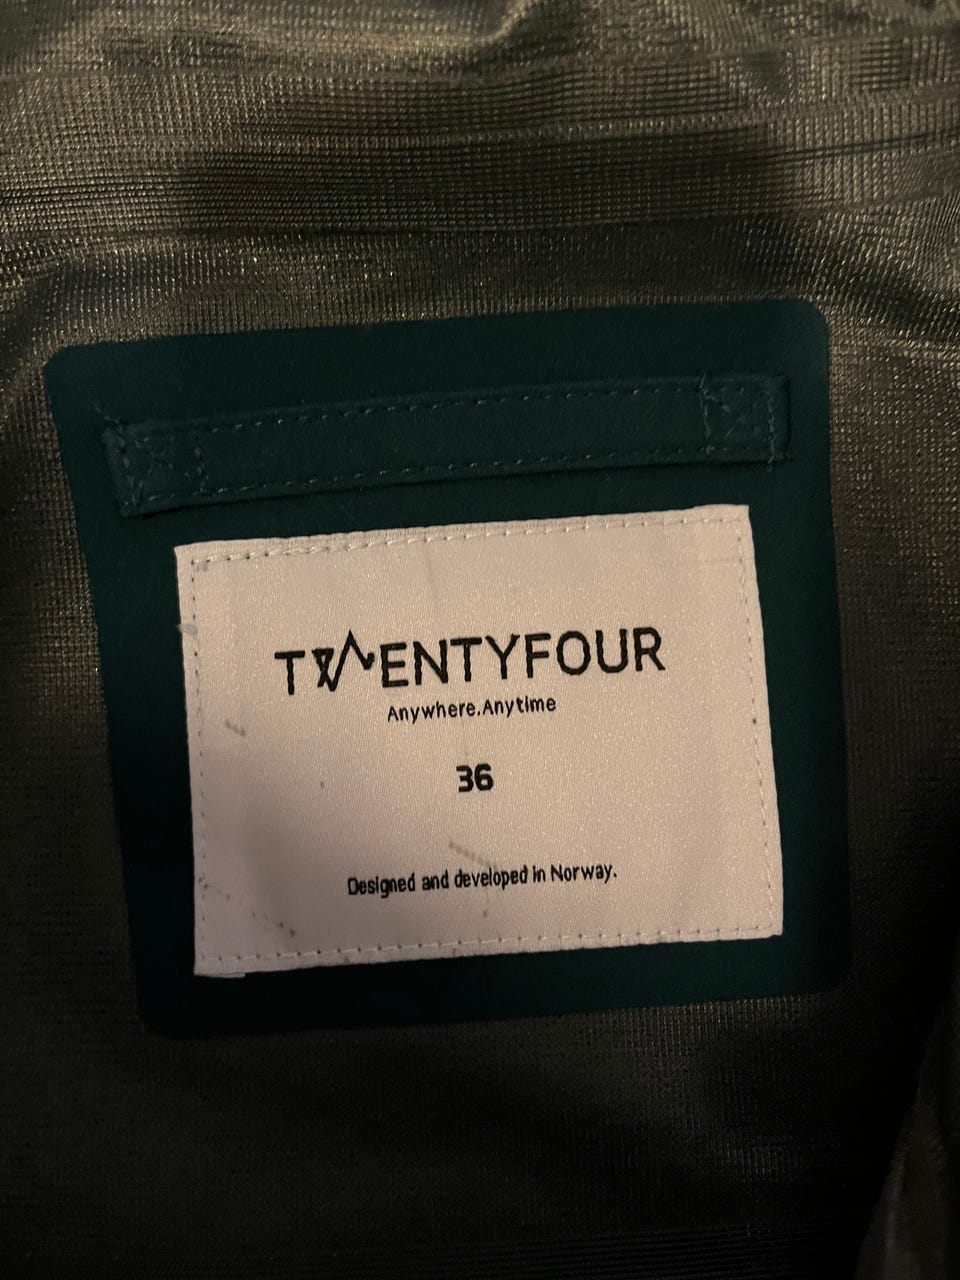 TWENTYFOUR
Anywhere.Anytime
36
Designed and developed in Norway.